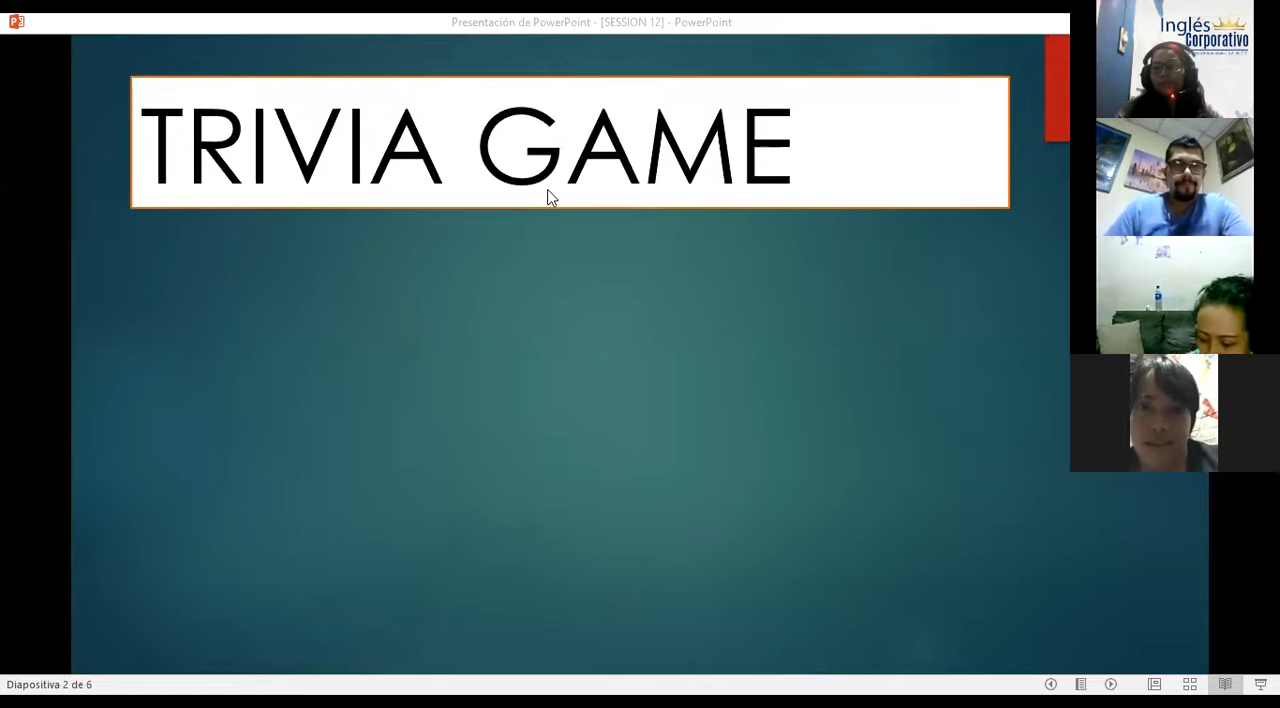 Presentación de PowerPoint - [SESSION 12] - PowerPoint
TRIVIA GAME
Inglés
Corporativo
Diapositiva 2 de 6